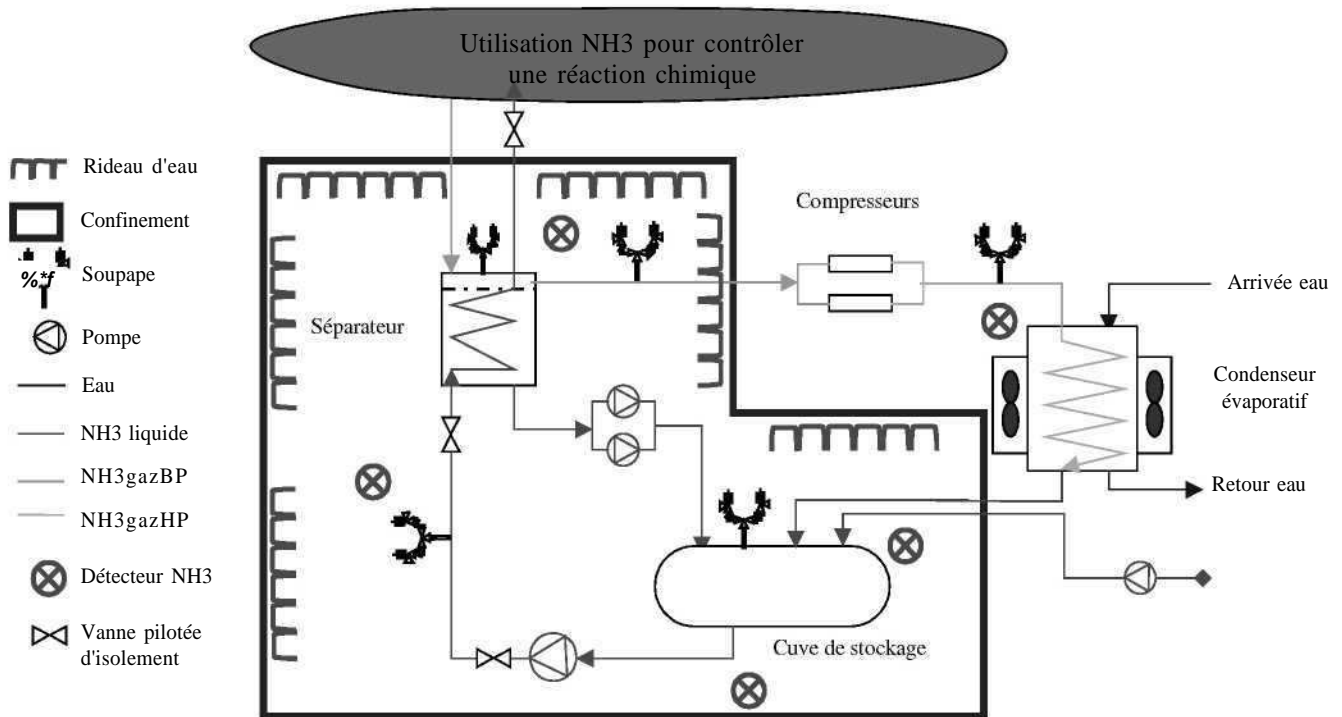 Utilisation NH3 pour contrôler
une réaction chimique
Rideau d'eau
Confinement
%*f
Soupape
Pompe
Eau
NH3 liquide
NH3gazBP
NH3gazHP
Détecteur NH3
Vanne pilotée
d'isolement
Séparateur
Compresseurs
Arrivée eau
Condenseur
évaporatif
Retour eau
Cuve de stockage